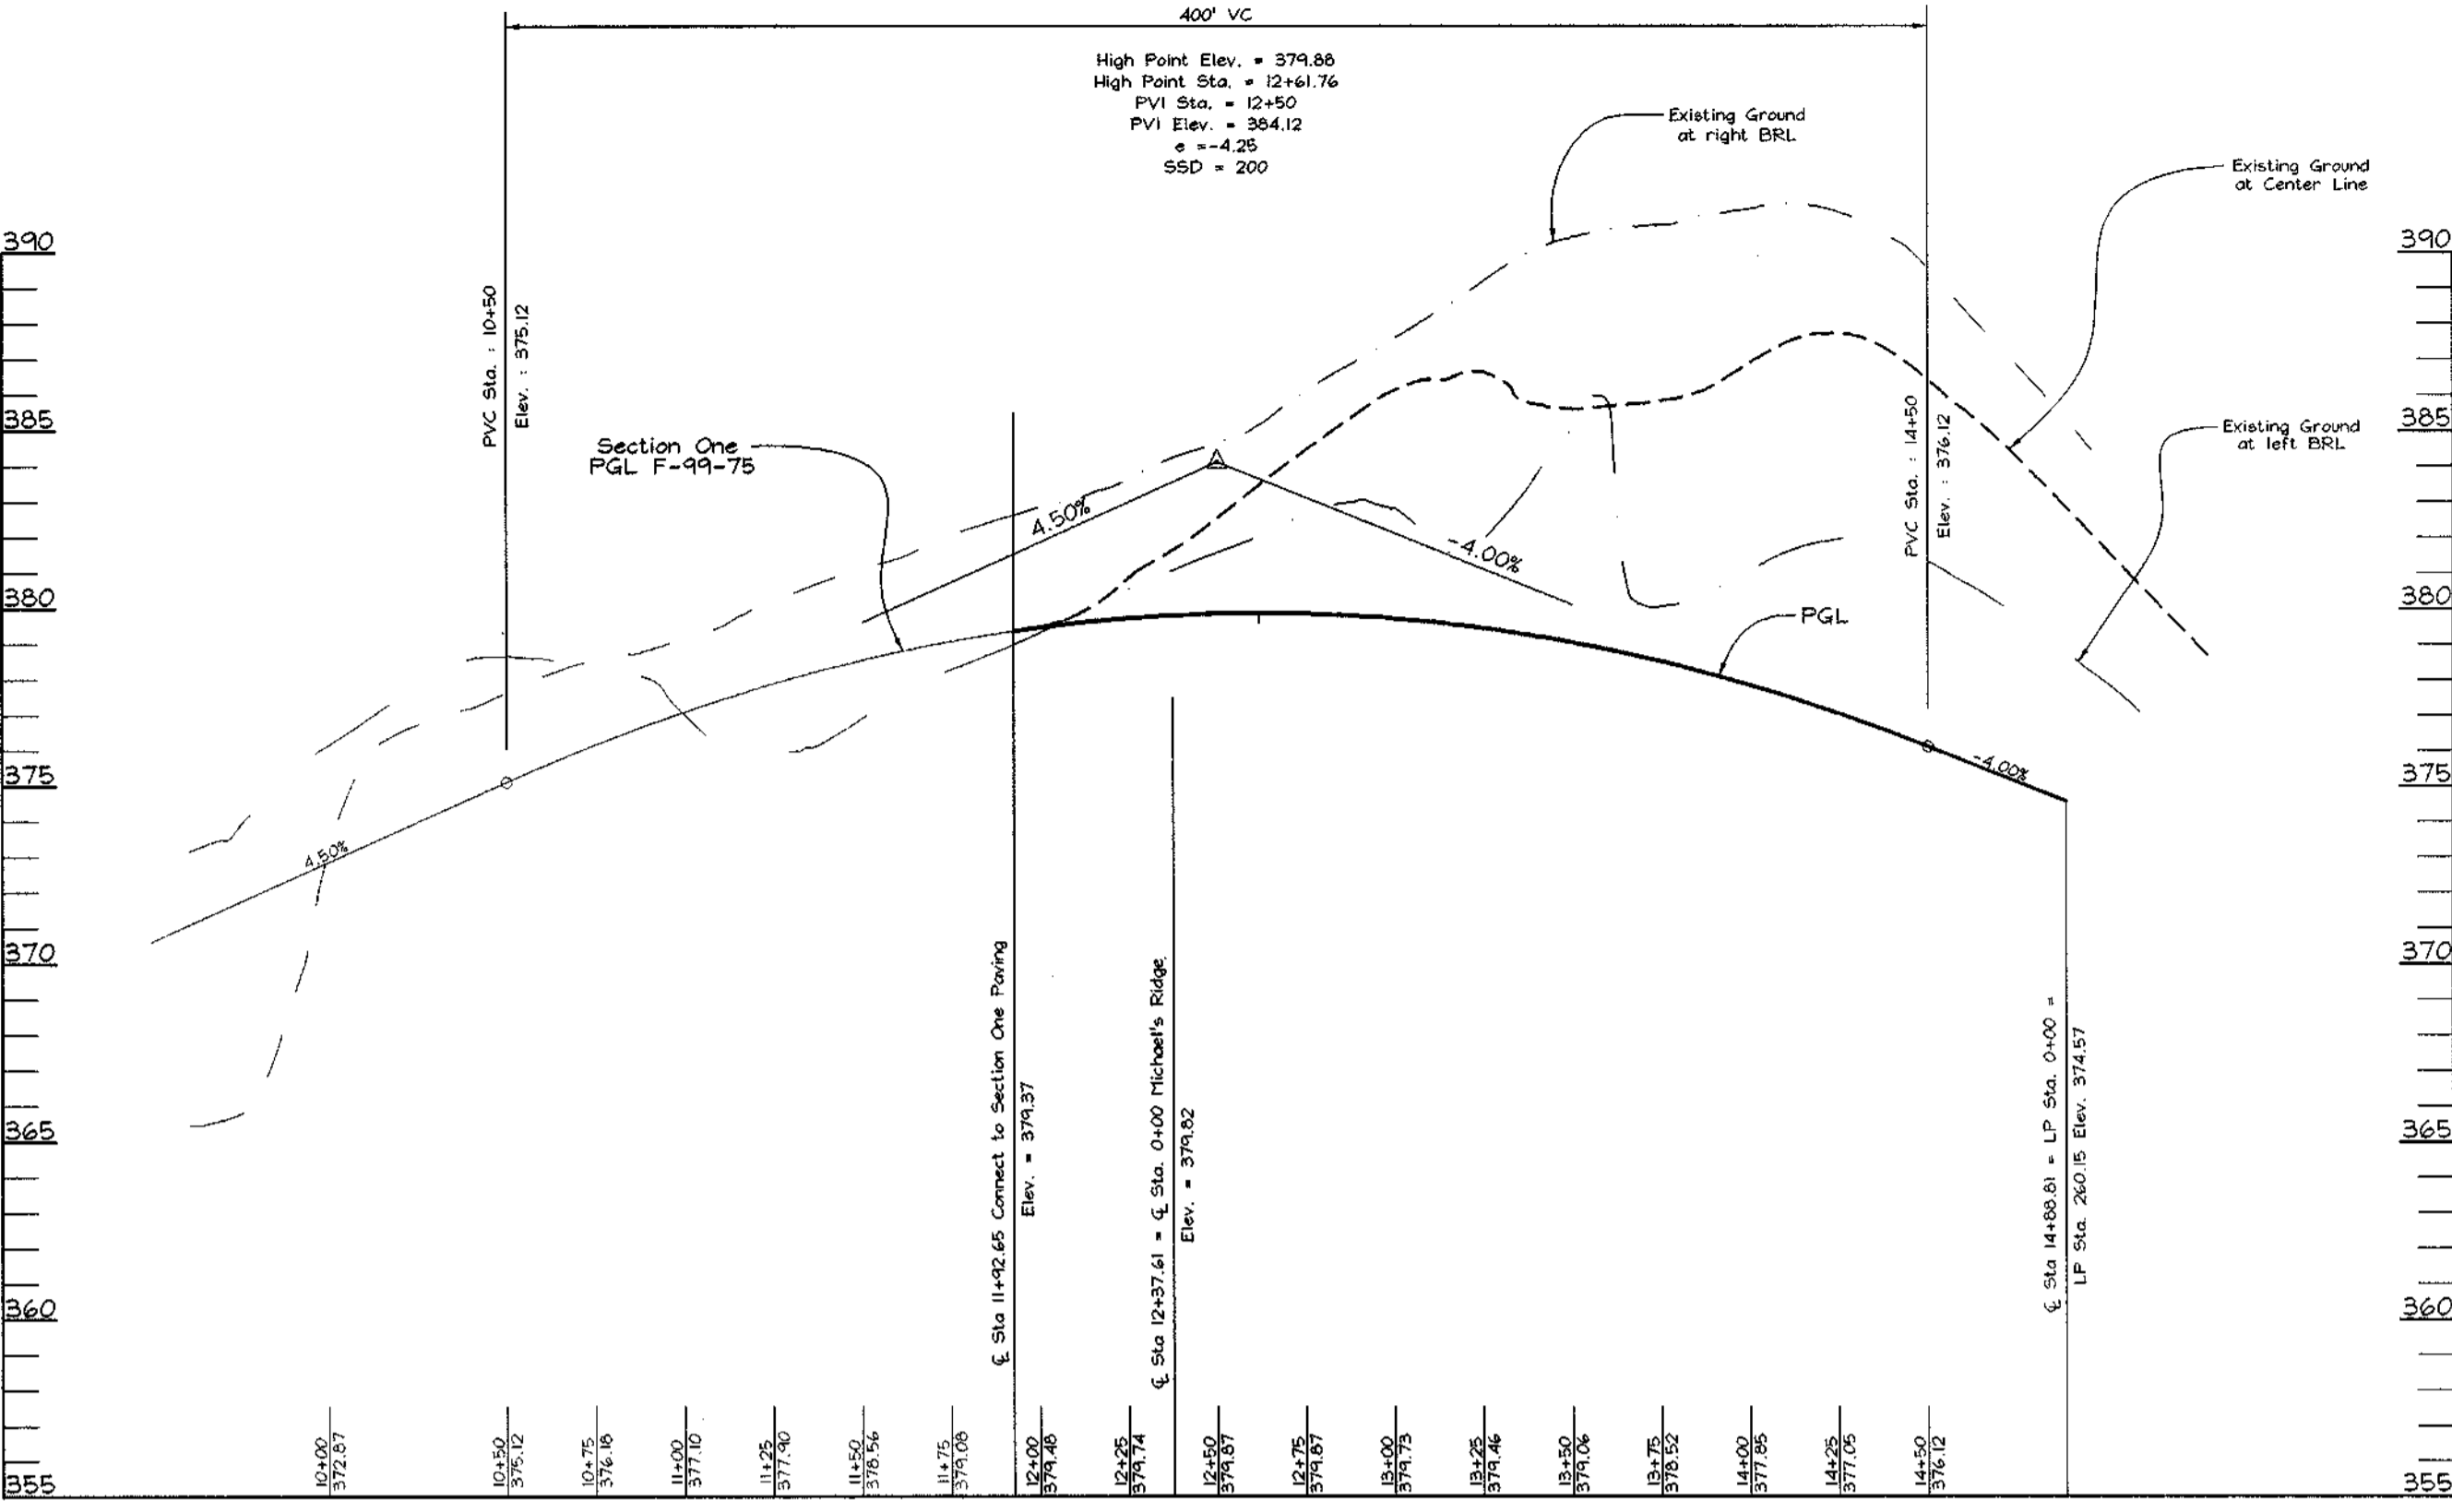 400' VC
High Point Elev. = 379.88
High Point Sta. = 12+61.76
PVI Sta. = 12+50
PVI Elev. = 384.12
e =-4.25
SSD = 200
Existing Ground
at right BRL
Existing Ground
at Center Line
Existing Ground
at left BRL
PVC Sta. : 10+50
Elev. : 375.12
Section One
PGL F-99-75
4.50%
-4.00%
PVC Sta. : 14+50
Elev. : 376.12
PGL
-4.00%
4.50%
℄ Sta 11+92.65 Connect to Section One Paving
Elev. = 379.37
℄ Sta 12+37.61 = ℄ Sta. 0+00 Michael's Ridge,
Elev. = 379.82
℄ Sta 14+88.81 = LP Sta. 0+00 =
LP Sta. 260.15 Elev. 374.57
390
385
380
375
370
365
360
355
390
385
380
375
370
365
360
355
10+00
372.87
10+50
375.12
10+75
376.18
11+00
377.10
11+25
377.90
11+50
378.56
11+75
379.08
12+00
379.48
12+25
379.74
12+50
379.87
12+75
379.87
13+00
379.73
13+25
379.46
13+50
379.06
13+75
378.52
14+00
377.85
14+25
377.05
14+50
376.12